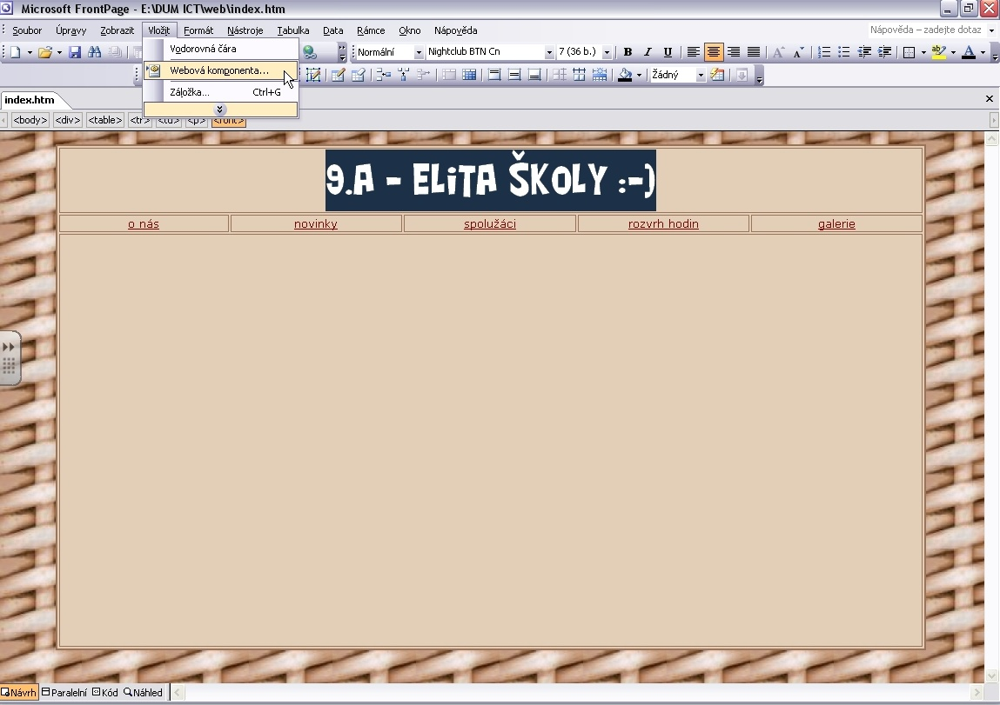 Microsoft FrontPage - E:\DUM ICT\web\index.htm
Soubor Úpravy Zobrazit Vložit Formát Nástroje Tabulka Data Rámce Okno Nápověda Nápověda – zadejte dotaz
Vodorovná čára
Normální Nightclub BTN Cn 7 (36 b.) B I U
Webová komponenta...
Žádný
Záložka... Ctrl+G
index.htm
<body> <div> <table> <tr> <td> <p> <font>
9.A - ELiTA ŠKOLY :-)
o nás novinky spolužáci rozvrh hodin galerie
Návrh Paralelní Kód Náhled